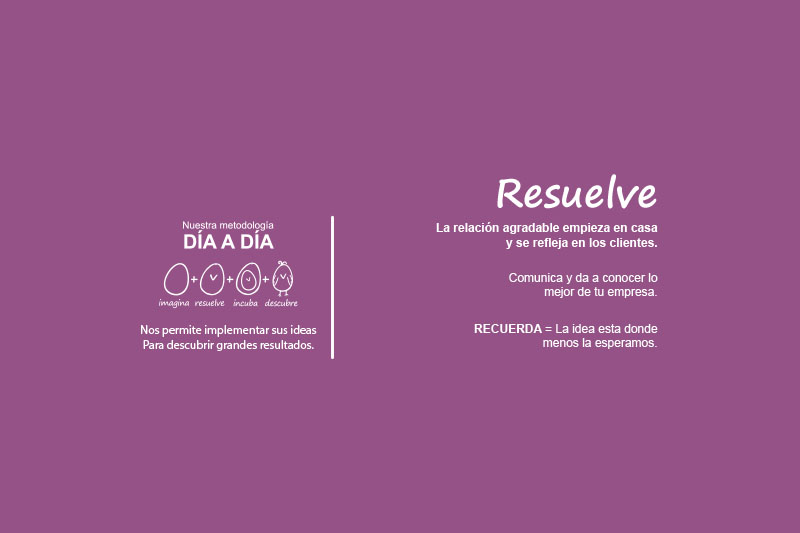 Nuestra metodología
DÍA A DÍA
+ + +
imagina resuelve incuba descubre
Nos permite implementar sus ideas
Para descubrir grandes resultados.
Resuelve
La relación agradable empieza en casa
y se refleja en los clientes.
Comunica y da a conocer lo
mejor de tu empresa.
RECUERDA = La idea esta donde
menos la esperamos.